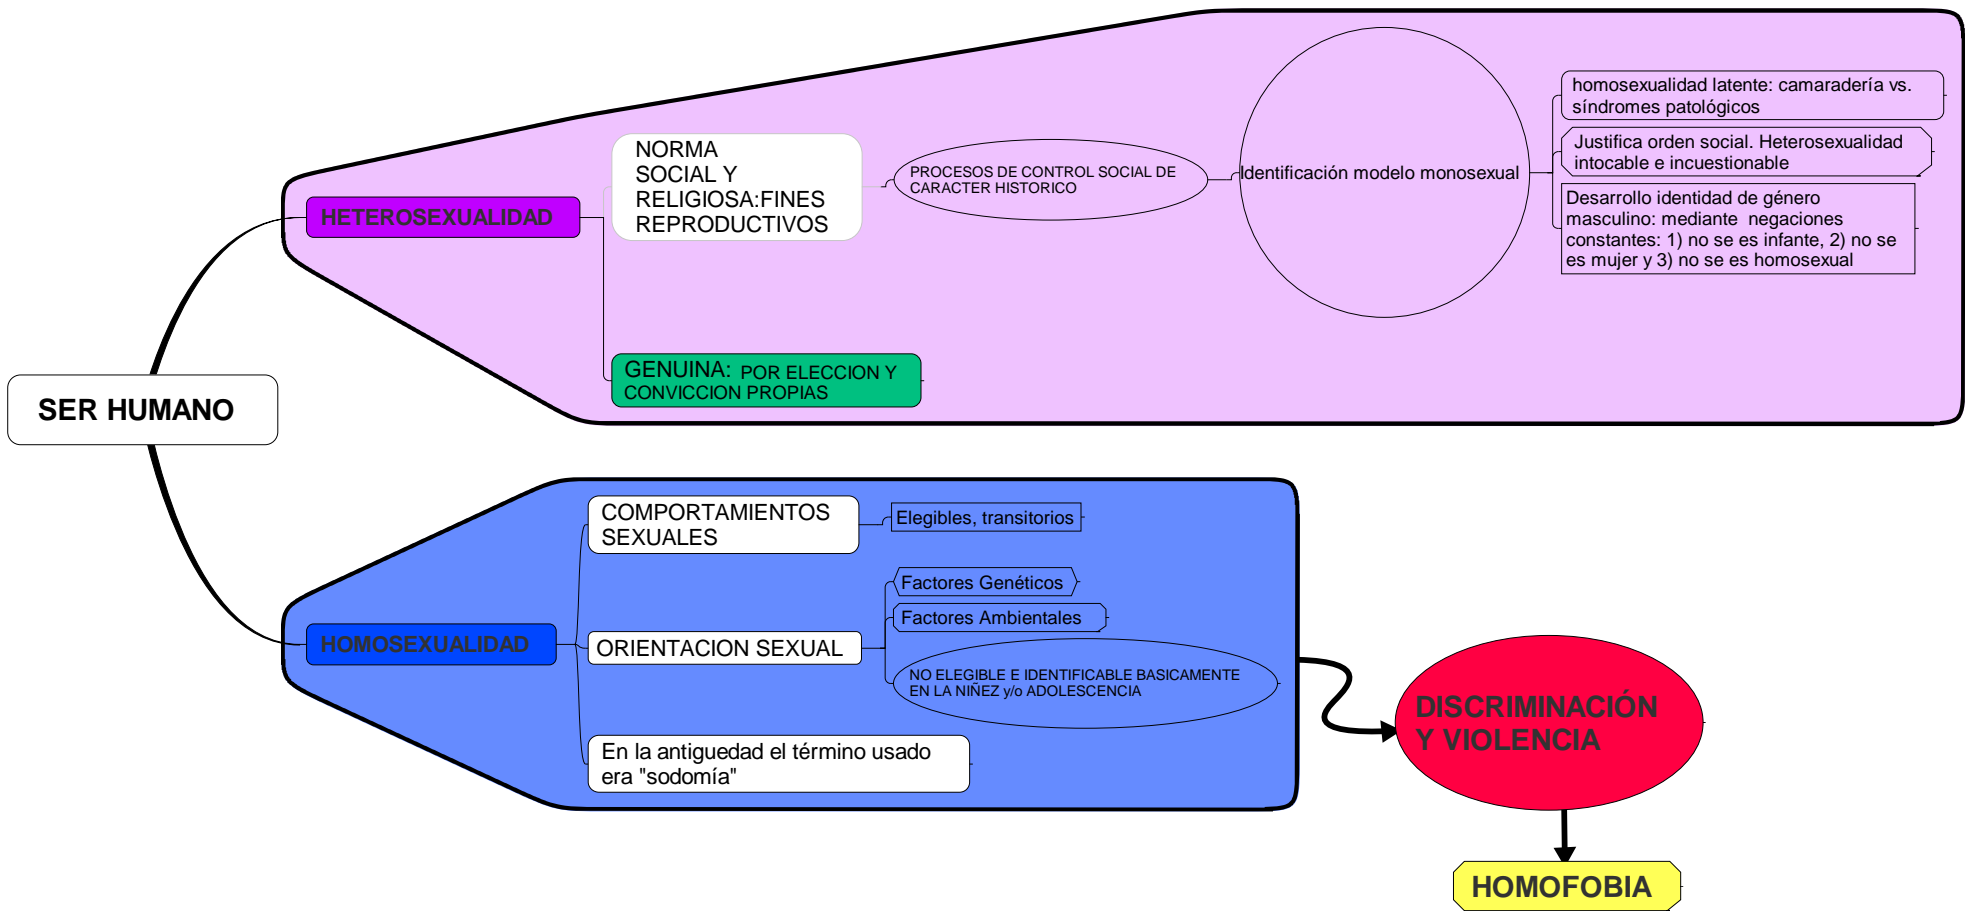 SER HUMANO
HETEROSEXUALIDAD
NORMA
SOCIAL Y
RELIGIOSA:FINES
REPRODUCTIVOS
PROCESOS DE CONTROL SOCIAL DE
CARACTER HISTORICO
Identificación modelo monosexual
homosexualidad latente: camaradería vs.
síndromes patológicos
Justifica orden social. Heterosexualidad
intocable e incuestionable
Desarrollo identidad de género
masculino: mediante negaciones
constantes: 1) no se es infante, 2) no se
es mujer y 3) no se es homosexual
GENUINA: POR ELECCION Y
CONVICCION PROPIAS
HOMOSEXUALIDAD
COMPORTAMIENTOS
SEXUALES
Elegibles, transitorios
ORIENTACION SEXUAL
Factores Genéticos
Factores Ambientales
NO ELEGIBLE E IDENTIFICABLE BASICAMENTE
EN LA NIÑEZ y/o ADOLESCENCIA
En la antiguedad el término usado
era "sodomía"
DISCRIMINACIÓN
Y VIOLENCIA
HOMOFOBIA